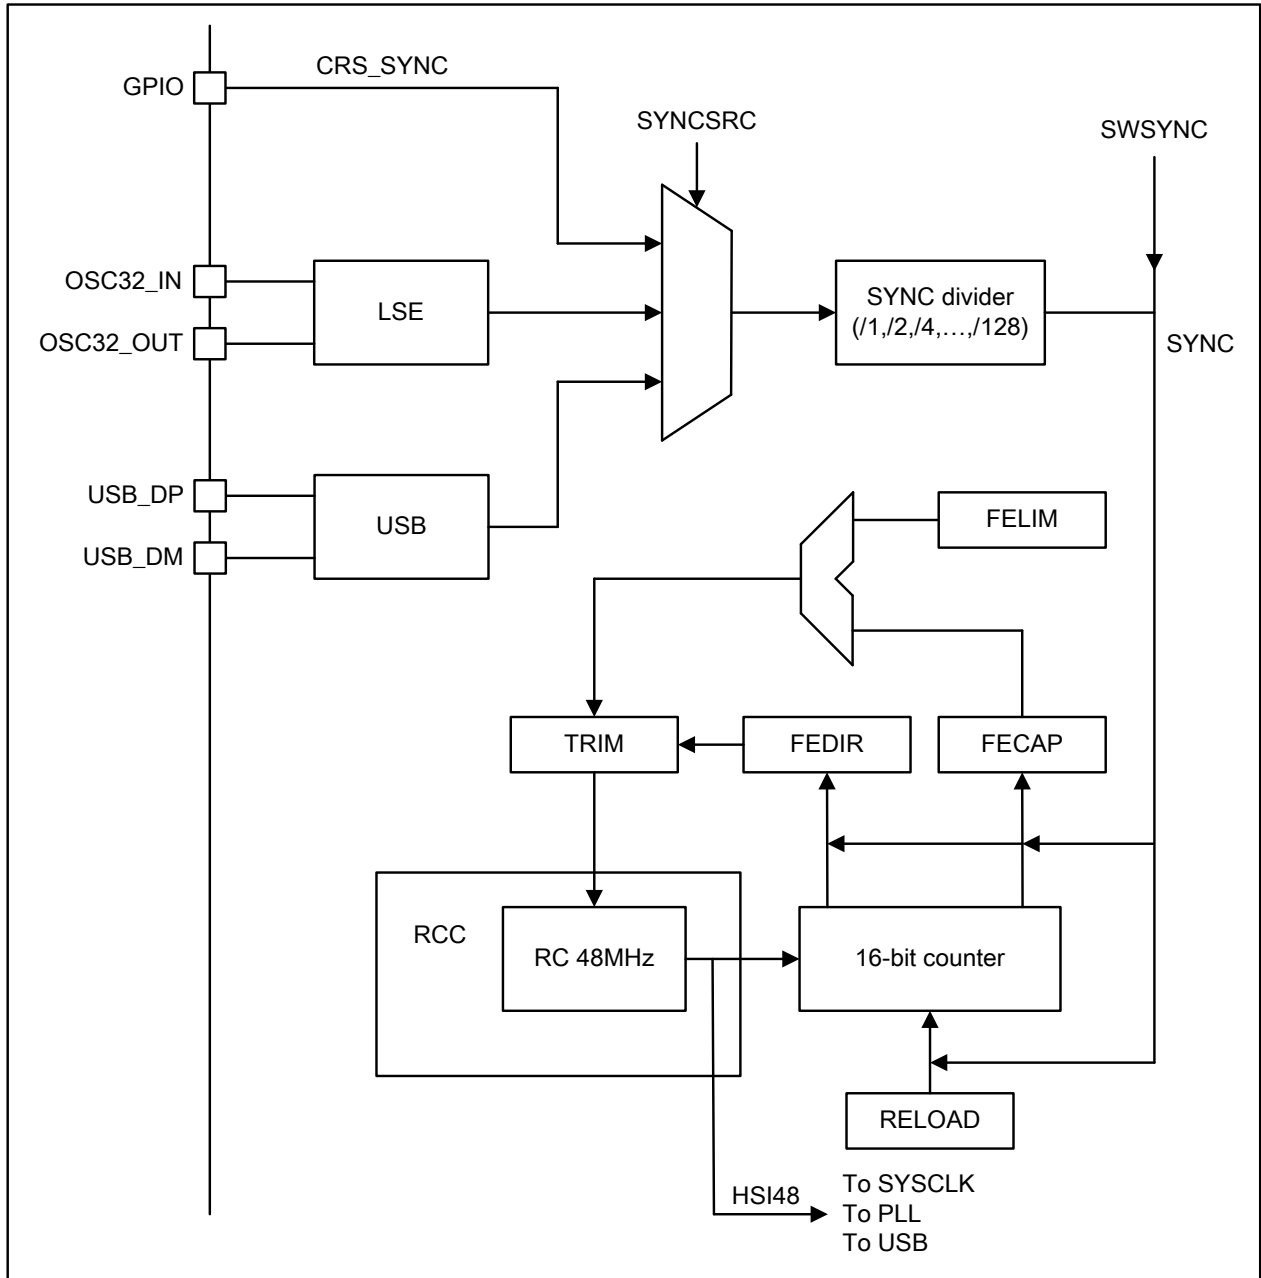 CRS_SYNC
GPIO
SYNCSRC
SWSYNC
OSC32_IN
LSE
OSC32_OUT
SYNC divider
(/1,/2,/4,…,/128)
SYNC
USB_DP
USB
USB_DM
FELIM
TRIM
FEDIR
FECAP
RCC
RC 48MHz
16-bit counter
RELOAD
HSI48
To SYSCLK
To PLL
To USB